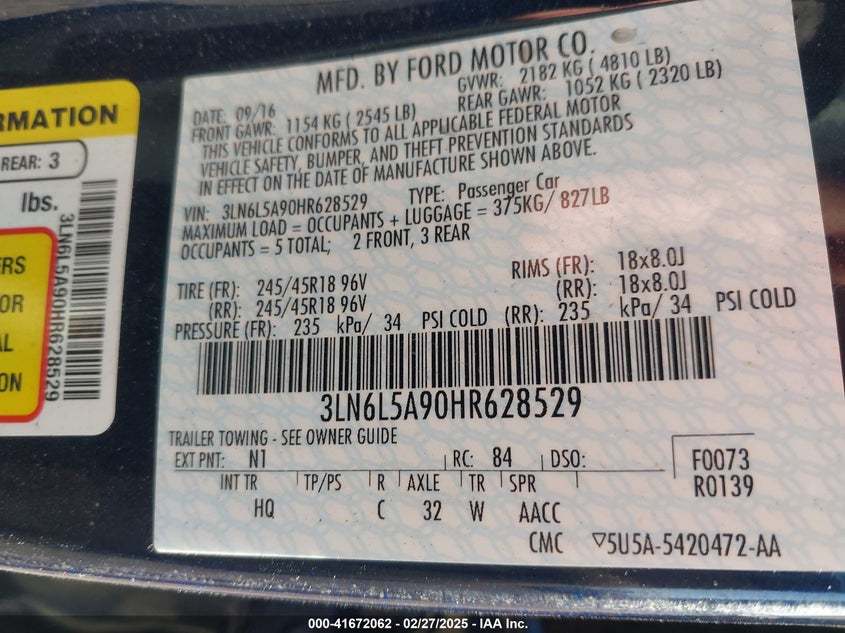 RMATION
REAR: 3
lbs.
ERS
OR
AL
ON
3LN6L5A90HR628529
MFD. BY FORD MOTOR CO.
DATE: 09/16 GVWR: 2182 KG ( 4810 LB)
FRONT GAWR: 1154 KG ( 2545 LB) REAR GAWR: 1052 KG ( 2320 LB)
THIS VEHICLE CONFORMS TO ALL APPLICABLE FEDERAL MOTOR
VEHICLE SAFETY, BUMPER, AND THEFT PREVENTION STANDARDS
IN EFFECT ON THE DATE OF MANUFACTURE SHOWN ABOVE.
VIN: 3LN6L5A90HR628529 TYPE: Passenger Car
MAXIMUM LOAD = OCCUPANTS + LUGGAGE = 375KG/ 827LB
OCCUPANTS = 5 TOTAL; 2 FRONT, 3 REAR
TIRE (FR): 245/45R18 96V RIMS (FR): 18x8.0J
(RR): 245/45R18 96V (RR): 18x8.0J
PRESSURE (FR): 235 kPa/ 34 PSI COLD (RR): 235 kPa/ 34 PSI COLD
3LN6L5A90HR628529
TRAILER TOWING - SEE OWNER GUIDE
EXT PNT: N1 RC: 84 DSO: F0073
R0139
INT TR TP/PS R AXLE TR SPR
HQ C 32 W AACC
CMC ▽5U5A-5420472-AA
000-41672062 - 02/27/2025 - IAA Inc.